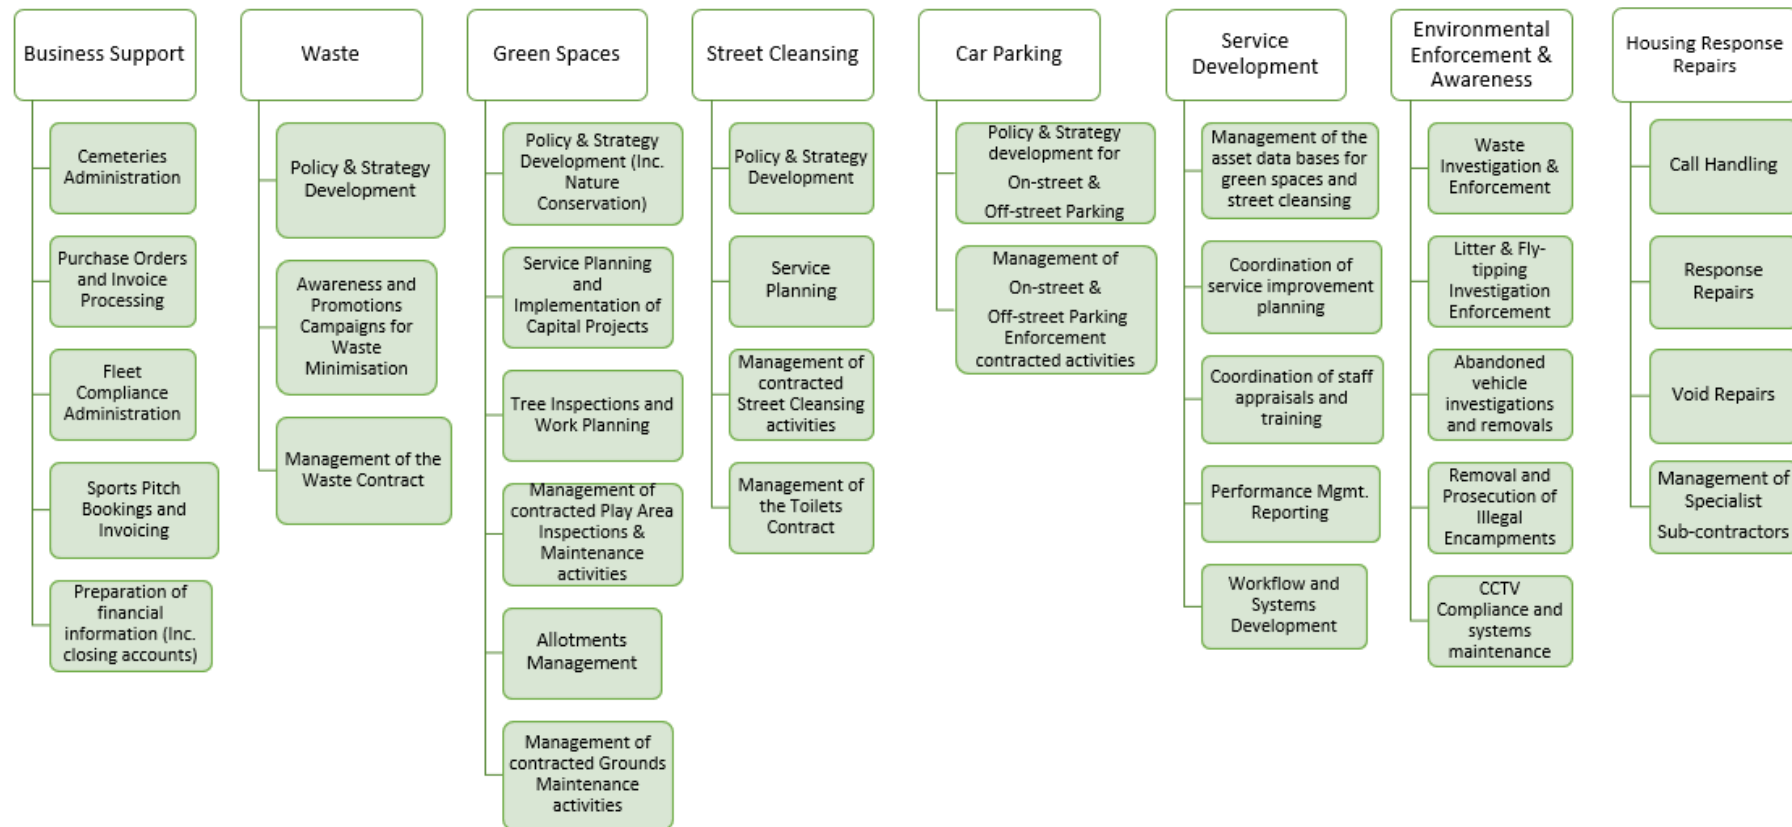 Business Support
Cemeteries
Administration
Purchase Orders
and Invoice
Processing
Fleet
Compliance
Administration
Sports Pitch
Bookings and
Invoicing
Preparation of
financial
information (Inc.
closing accounts)
Waste
Policy & Strategy
Development
Awareness and
Promotions
Campaigns for
Waste
Minimisation
Management of the
Waste Contract
Green Spaces
Policy & Strategy
Development (Inc.
Nature
Conservation)
Service Planning
and
Implementation of
Capital Projects
Tree Inspections and
Work Planning
Management of
contracted Play Area
Inspections &
Maintenance
activities
Allotments
Management
Management of
contracted Grounds
Maintenance
activities
Street Cleansing
Policy & Strategy
Development
Service
Planning
Management of
contracted
Street Cleansing
activities
Management of
the Toilets
Contract
Car Parking
Policy & Strategy
development for
On-street &
Off-street Parking
Management of
On-street &
Off-street Parking
Enforcement
contracted activities
Service
Development
Management of the
asset data bases for
green spaces and
street cleansing
Coordination of
service improvement
planning
Coordination of staff
appraisals and
training
Performance Mgmt.
Reporting
Workflow and
Systems
Development
Environmental
Enforcement &
Awareness
Waste
Investigation &
Enforcement
Litter & Fly-
tipping
Investigation
Enforcement
Abandoned
vehicle
investigations
and removals
Removal and
Prosecution of
Illegal
Encampments
CCTV
Compliance and
systems
maintenance
Housing Response
Repairs
Call Handling
Response
Repairs
Void Repairs
Management of
Specialist
Sub-contractors